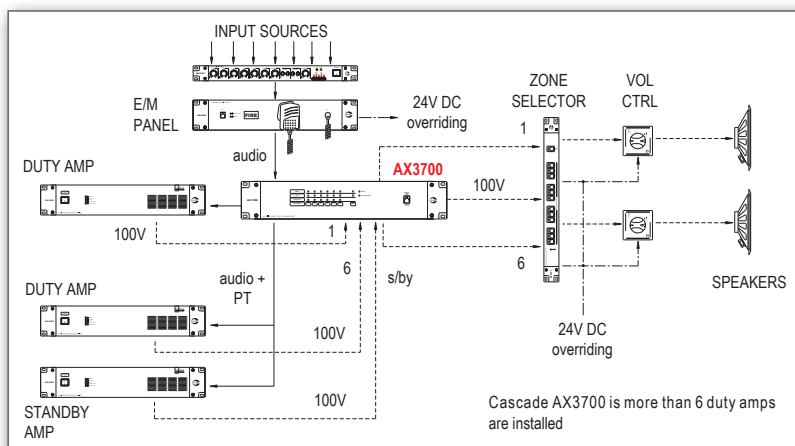 INPUT SOURCES
E/M
PANEL
FIRE
24V DC
overriding
ZONE
SELECTOR
VOL
CTRL
1
audio
AX3700
DUTY AMP
100V
100V
1
6
s/by
6
audio +
PT
SPEAKERS
DUTY AMP
100V
24V DC
overriding
100V
STANDBY
AMP
Cascade AX3700 is more than 6 duty amps
are installed